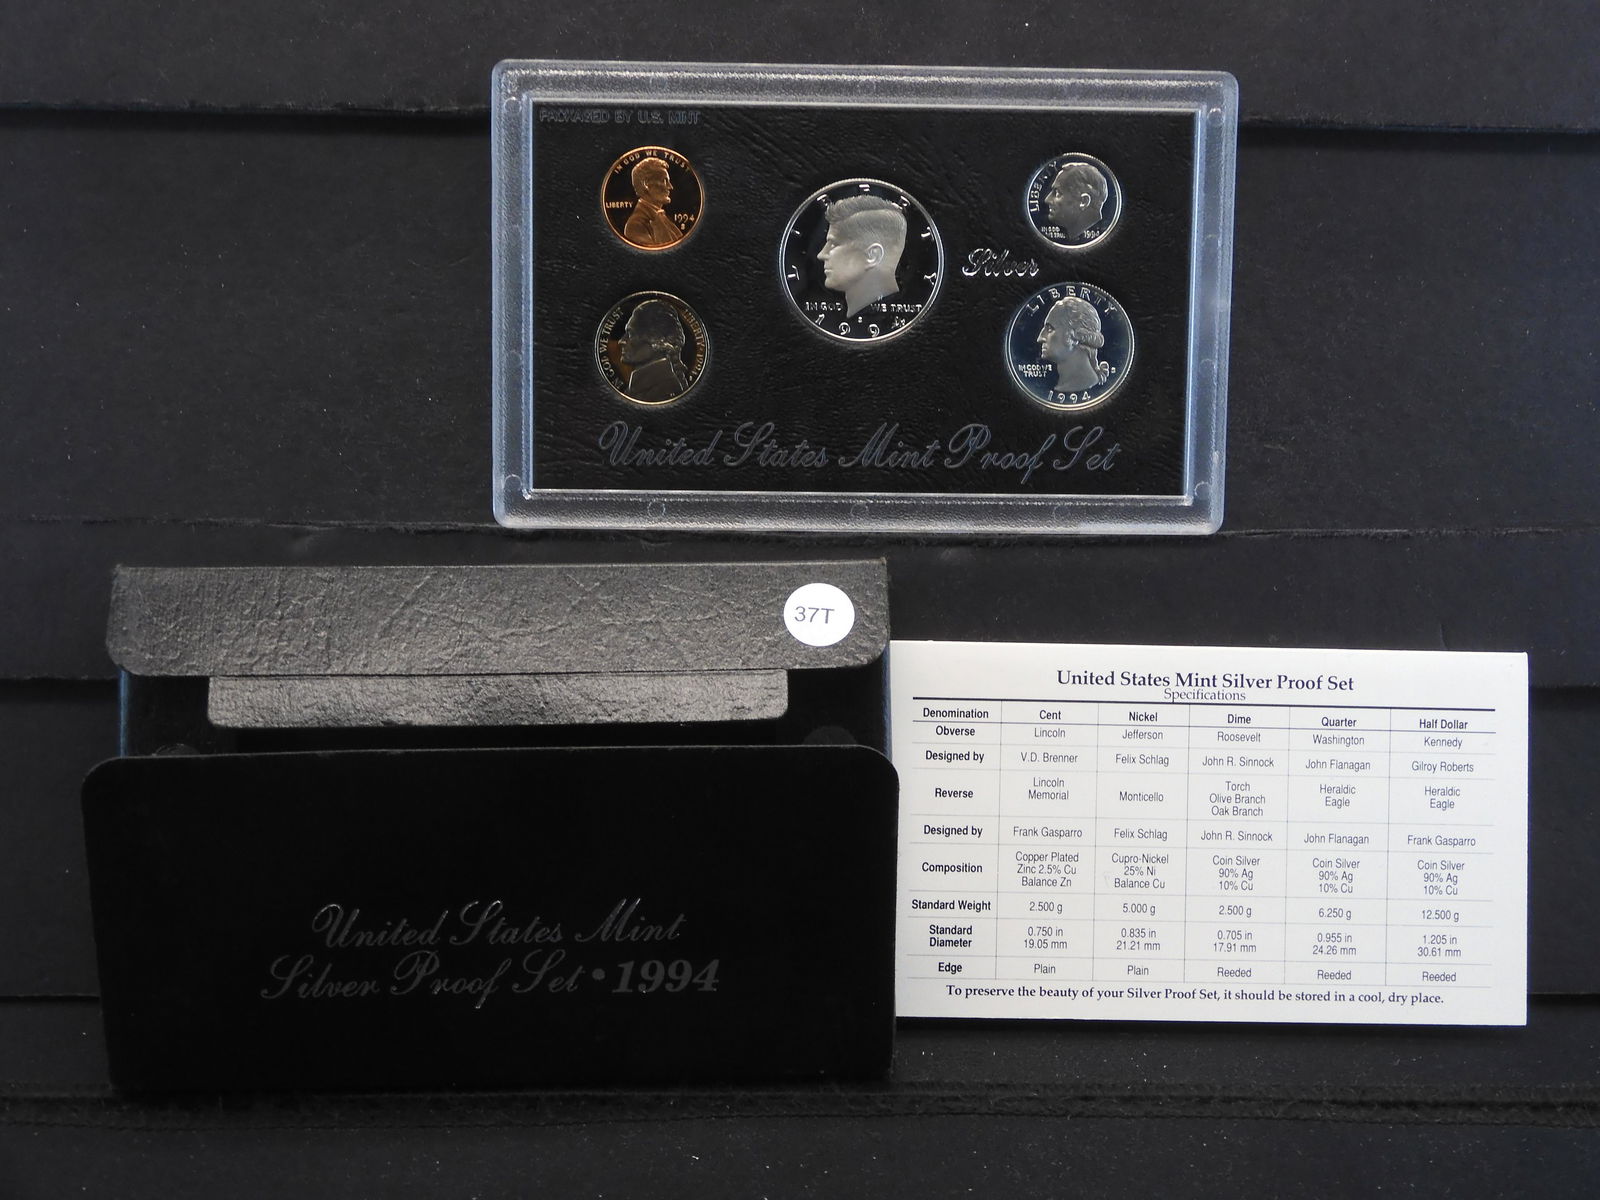 PACKAGED BY U.S. MINT
IN GOD WE TRUST
LIBERTY
1994
S
LIBERTY
IN GOD WE TRUST
S
1994
LIBERTY
IN GOD
WE TRUST
1994
Silver
IN GOD WE TRUST
LIBERTY · 1994
LIBERTY
IN GOD WE
TRUST
S
1994
United States Mint Proof Set
37T
United States Mint
Silver Proof Set • 1994
United States Mint Silver Proof Set
Specifications
Denomination Cent Nickel Dime Quarter Half Dollar
Obverse Lincoln Jefferson Roosevelt Washington Kennedy
Designed by V.D. Brenner Felix Schlag John R. Sinnock John Flanagan Gilroy Roberts
Reverse Lincoln Memorial Monticello Torch Olive Branch Oak Branch Heraldic Eagle Heraldic Eagle
Designed by Frank Gasparro Felix Schlag John R. Sinnock John Flanagan Frank Gasparro
Composition Copper Plated Zinc 2.5% Cu Balance Zn Cupro-Nickel 25% Ni Balance Cu Coin Silver 90% Ag 10% Cu Coin Silver 90% Ag 10% Cu Coin Silver 90% Ag 10% Cu
Standard Weight 2.500 g 5.000 g 2.500 g 6.250 g 12.500 g
Standard Diameter 0.750 in 19.05 mm 0.835 in 21.21 mm 0.705 in 17.91 mm 0.955 in 24.26 mm 1.205 in 30.61 mm
Edge Plain Plain Reeded Reeded Reeded
To preserve the beauty of your Silver Proof Set, it should be stored in a cool, dry place.